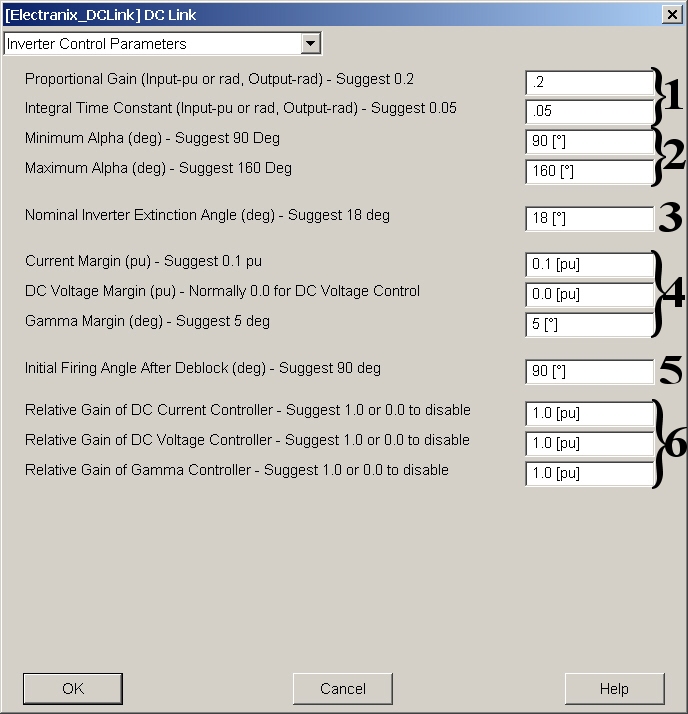 [Electranix_DCLink] DC Link
Inverter Control Parameters
Proportional Gain (Input-pu or rad, Output-rad) - Suggest 0.2 .2
1
Integral Time Constant (Input-pu or rad, Output-rad) - Suggest 0.05 .05
Minimum Alpha (deg) - Suggest 90 Deg 90 [°]
2
Maximum Alpha (deg) - Suggest 160 Deg 160 [°]
Nominal Inverter Extinction Angle (deg) - Suggest 18 deg 18 [°] 3
Current Margin (pu) - Suggest 0.1 pu 0.1 [pu]
DC Voltage Margin (pu) - Normally 0.0 for DC Voltage Control 0.0 [pu] 4
Gamma Margin (deg) - Suggest 5 deg 5 [°]
Initial Firing Angle After Deblock (deg) - Suggest 90 deg 90 [°] 5
Relative Gain of DC Current Controller - Suggest 1.0 or 0.0 to disable 1.0 [pu]
Relative Gain of DC Voltage Controller - Suggest 1.0 or 0.0 to disable 1.0 [pu] 6
Relative Gain of Gamma Controller - Suggest 1.0 or 0.0 to disable 1.0 [pu]
OK Cancel Help